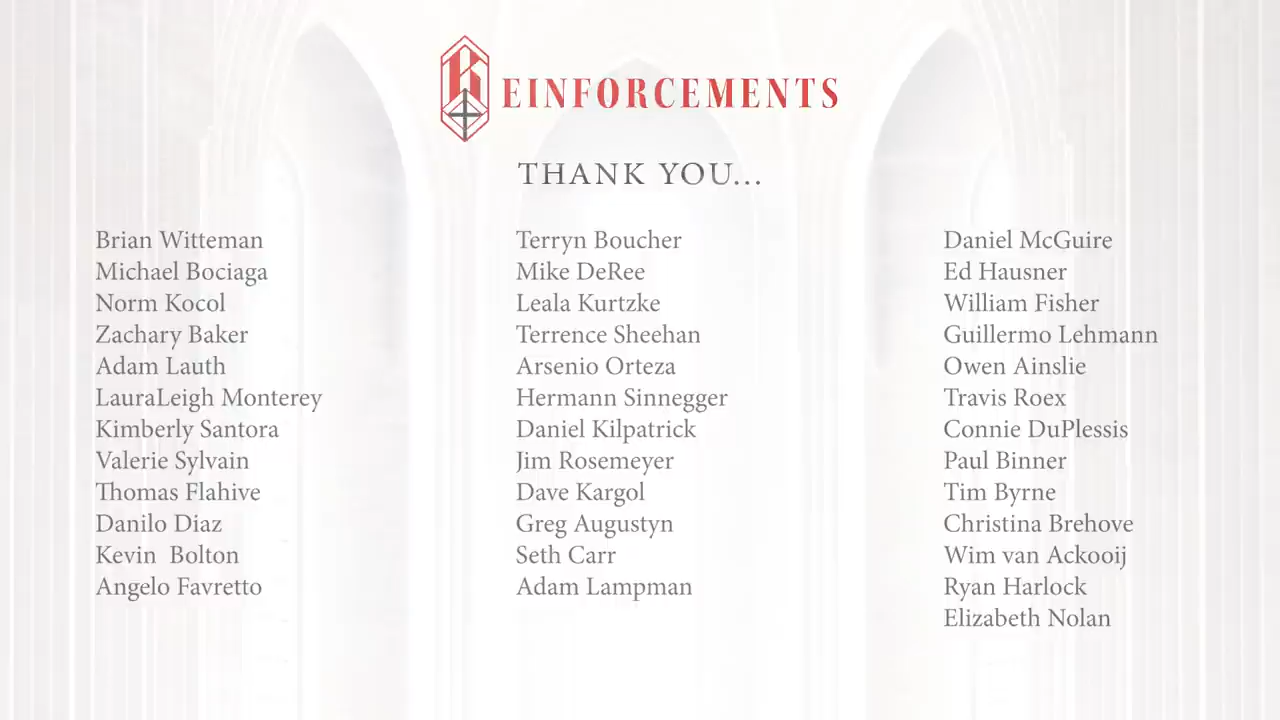 REINFORCEMENTS
THANK YOU...
Brian Witteman
Michael Bociaga
Norm Kocol
Zachary Baker
Adam Lauth
LauraLeigh Monterey
Kimberly Santora
Valerie Sylvain
Thomas Flahive
Danilo Diaz
Kevin  Bolton
Angelo Favretto
Terryn Boucher
Mike DeRee
Leala Kurtzke
Terrence Sheehan
Arsenio Orteza
Hermann Sinnegger
Daniel Kilpatrick
Jim Rosemeyer
Dave Kargol
Greg Augustyn
Seth Carr
Adam Lampman
Daniel McGuire
Ed Hausner
William Fisher
Guillermo Lehmann
Owen Ainslie
Travis Roex
Connie DuPlessis
Paul Binner
Tim Byrne
Christina Brehove
Wim van Ackooij
Ryan Harlock
Elizabeth Nolan